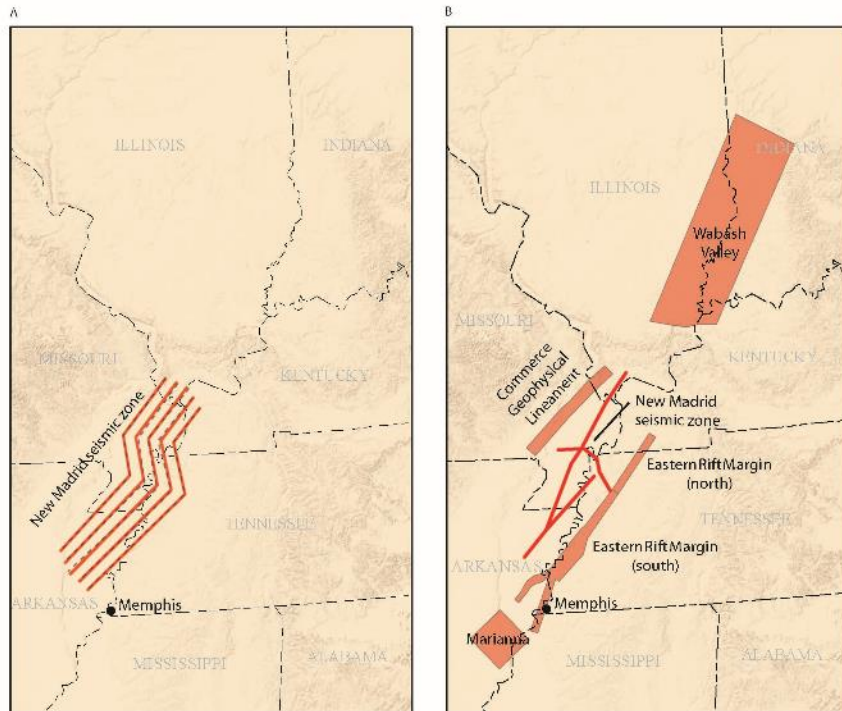 A
ILLINOIS
INDIANA
MISSOURI
KENTUCKY
New Madrid seismic zone
TENNESSEE
ARKANSAS
Memphis
MISSISSIPPI
ALABAMA
B
INDIANA
ILLINOIS
Wabash
Valley
MISSOURI
KENTUCKY
Commerce
Geophysical
Lineament
New Madrid
seismic zone
Eastern Rift Margin
(north)
TENNESSEE
Eastern Rift Margin
(south)
ARKANSAS
Memphis
Marianna
MISSISSIPPI
ALABAMA